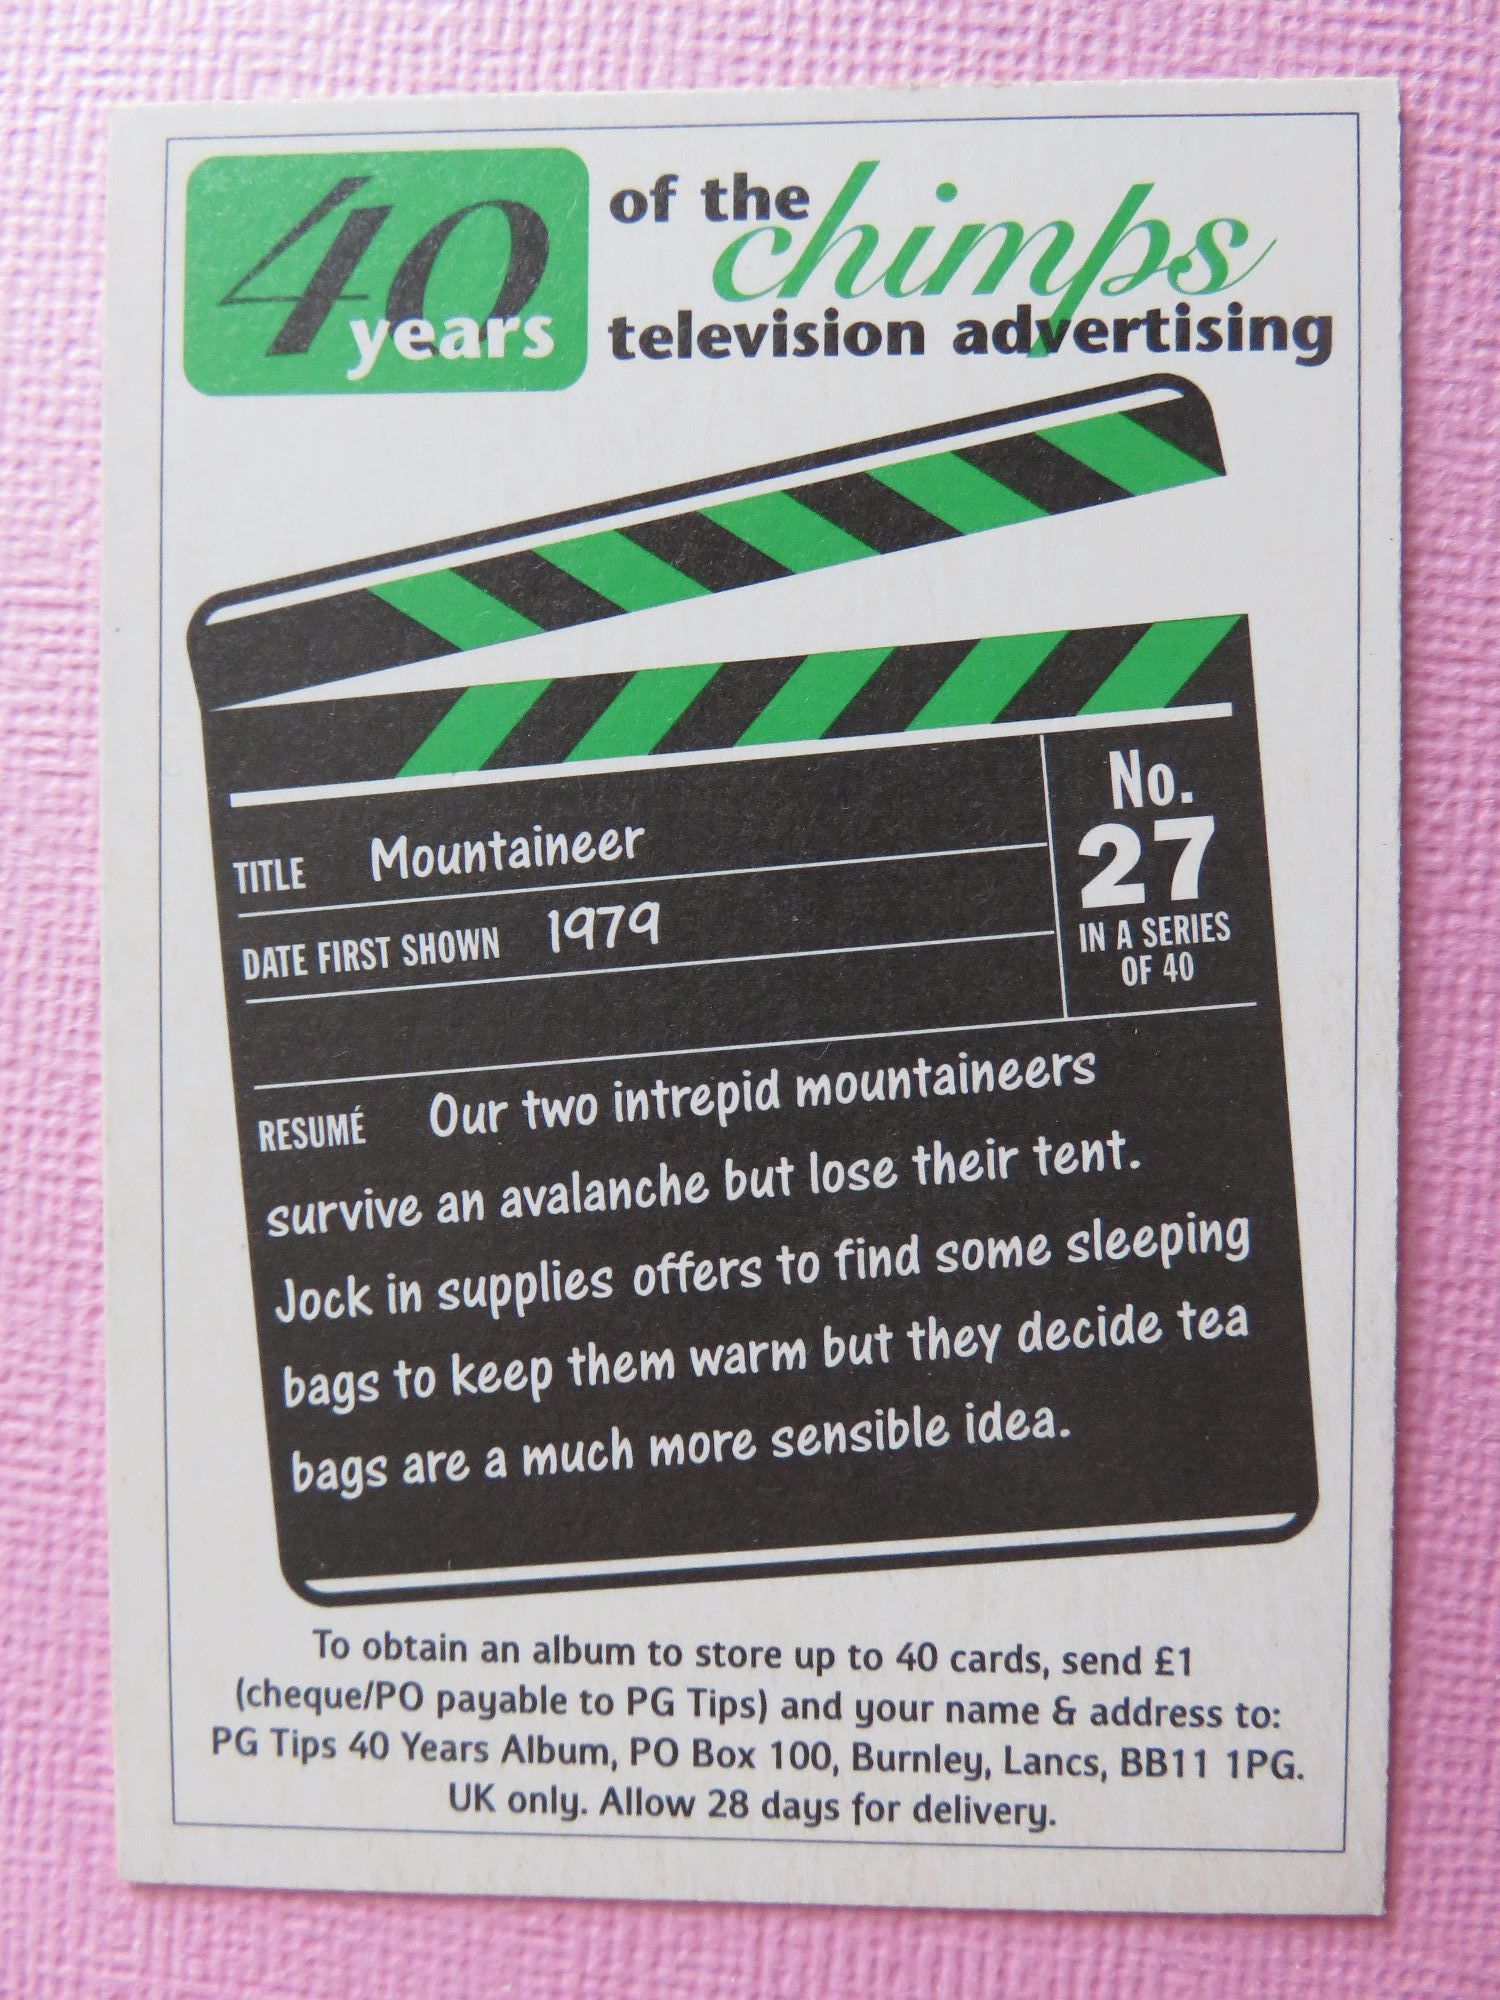 40 years of the chimps
television advertising
TITLE Mountaineer
DATE FIRST SHOWN 1979
No.
27
IN A SERIES
OF 40
RESUMÉ Our two intrepid mountaineers
survive an avalanche but lose their tent.
Jock in supplies offers to find some sleeping
bags to keep them warm but they decide tea
bags are a much more sensible idea.
To obtain an album to store up to 40 cards, send £1
(cheque/PO payable to PG Tips) and your name & address to:
PG Tips 40 Years Album, PO Box 100, Burnley, Lancs, BB11 1PG.
UK only. Allow 28 days for delivery.